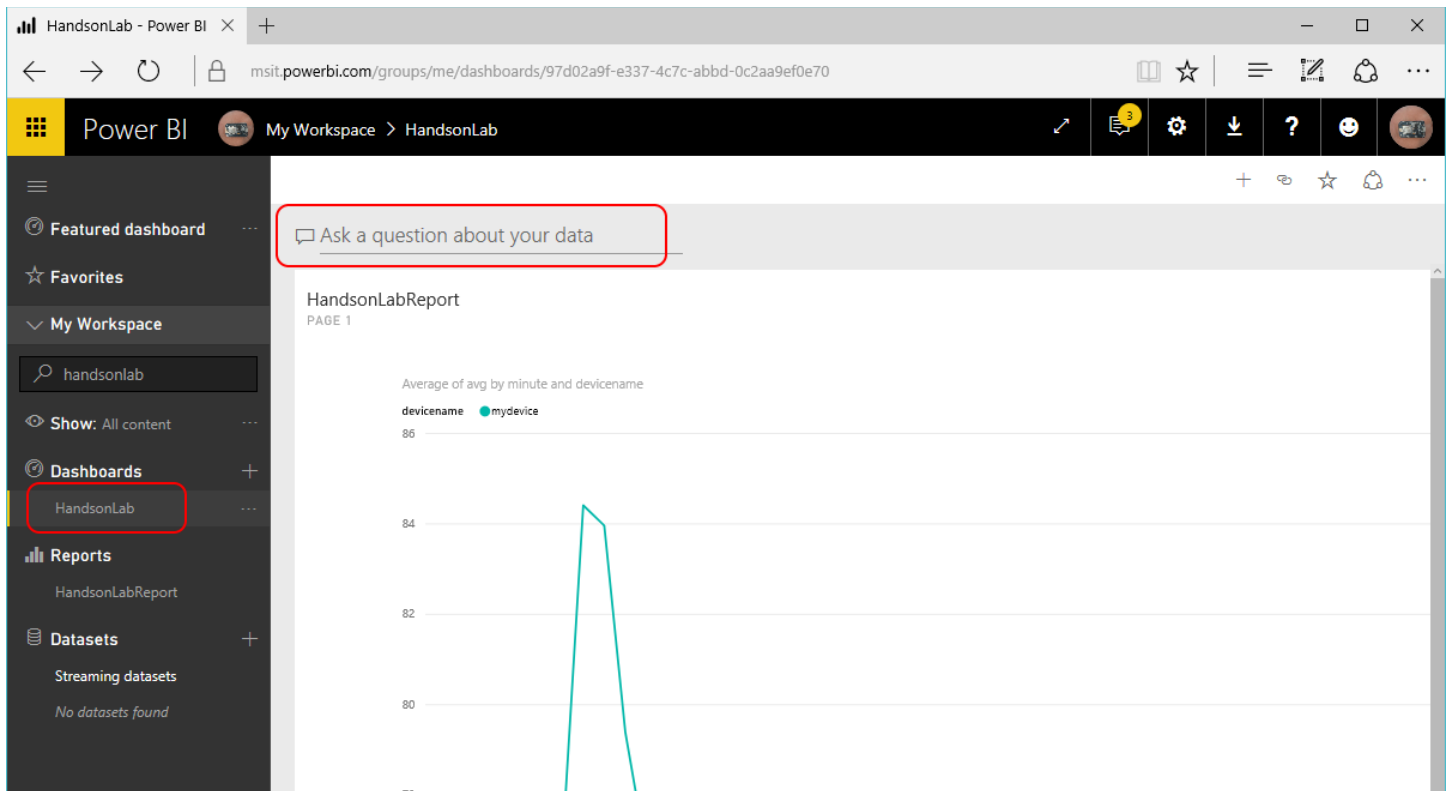 HandsonLab - Power BI
msit.powerbi.com/groups/me/dashboards/97d02a9f-e337-4c7c-abbd-0c2aa9ef0e70
Power BI
My Workspace > HandsonLab
3
?
Featured dashboard
Favorites
My Workspace
handsonlab
Show: All content
Dashboards
HandsonLab
Reports
HandsonLabReport
Datasets
Streaming datasets
No datasets found
Ask a question about your data
HandsonLabReport
PAGE 1
Average of avg by minute and devicename
devicename mydevice
86
84
82
80